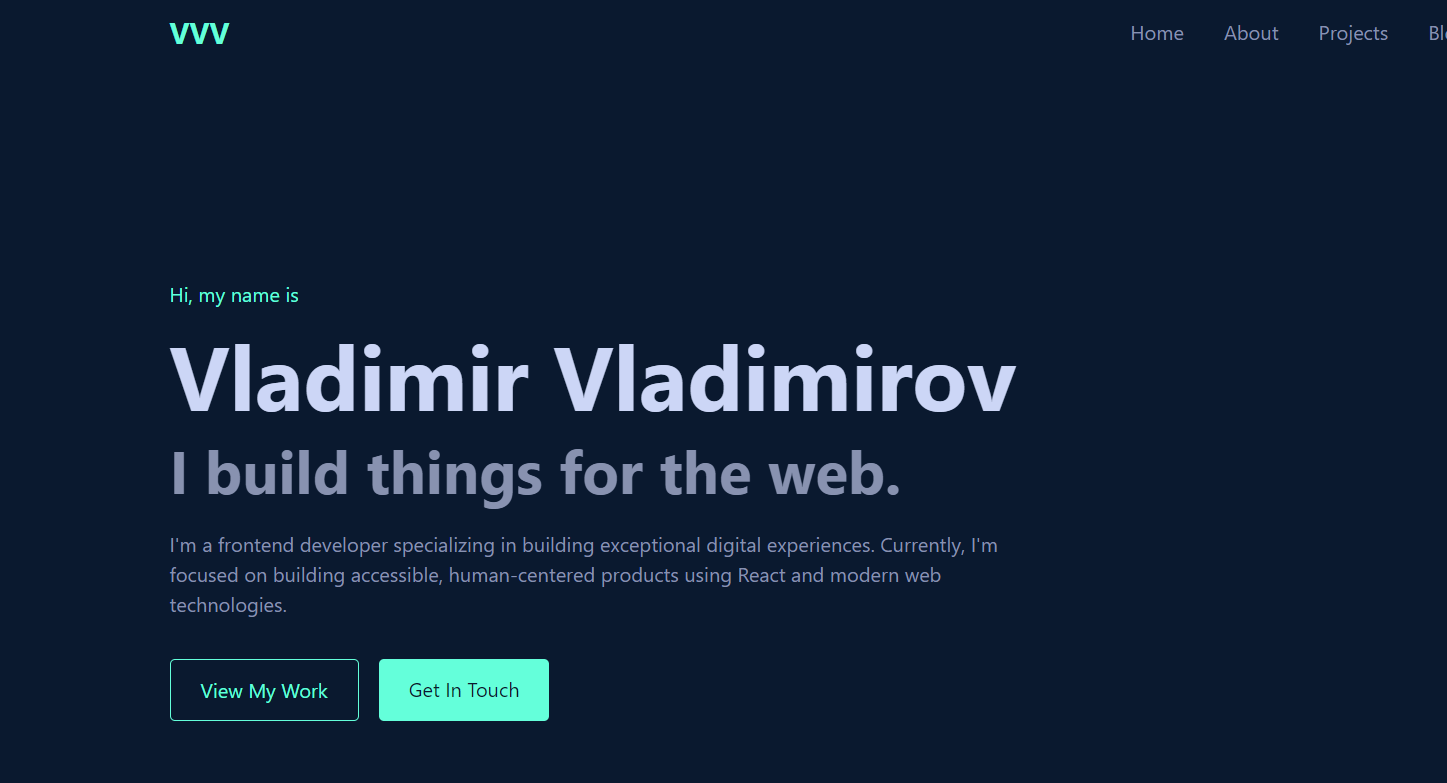 VVV
Home
About
Projects
Hi, my name is
Vladimir Vladimirov
I build things for the web.
I'm a frontend developer specializing in building exceptional digital experiences. Currently, I'm
focused on building accessible, human-centered products using React and modern web
technologies.
View My Work
Get In Touch